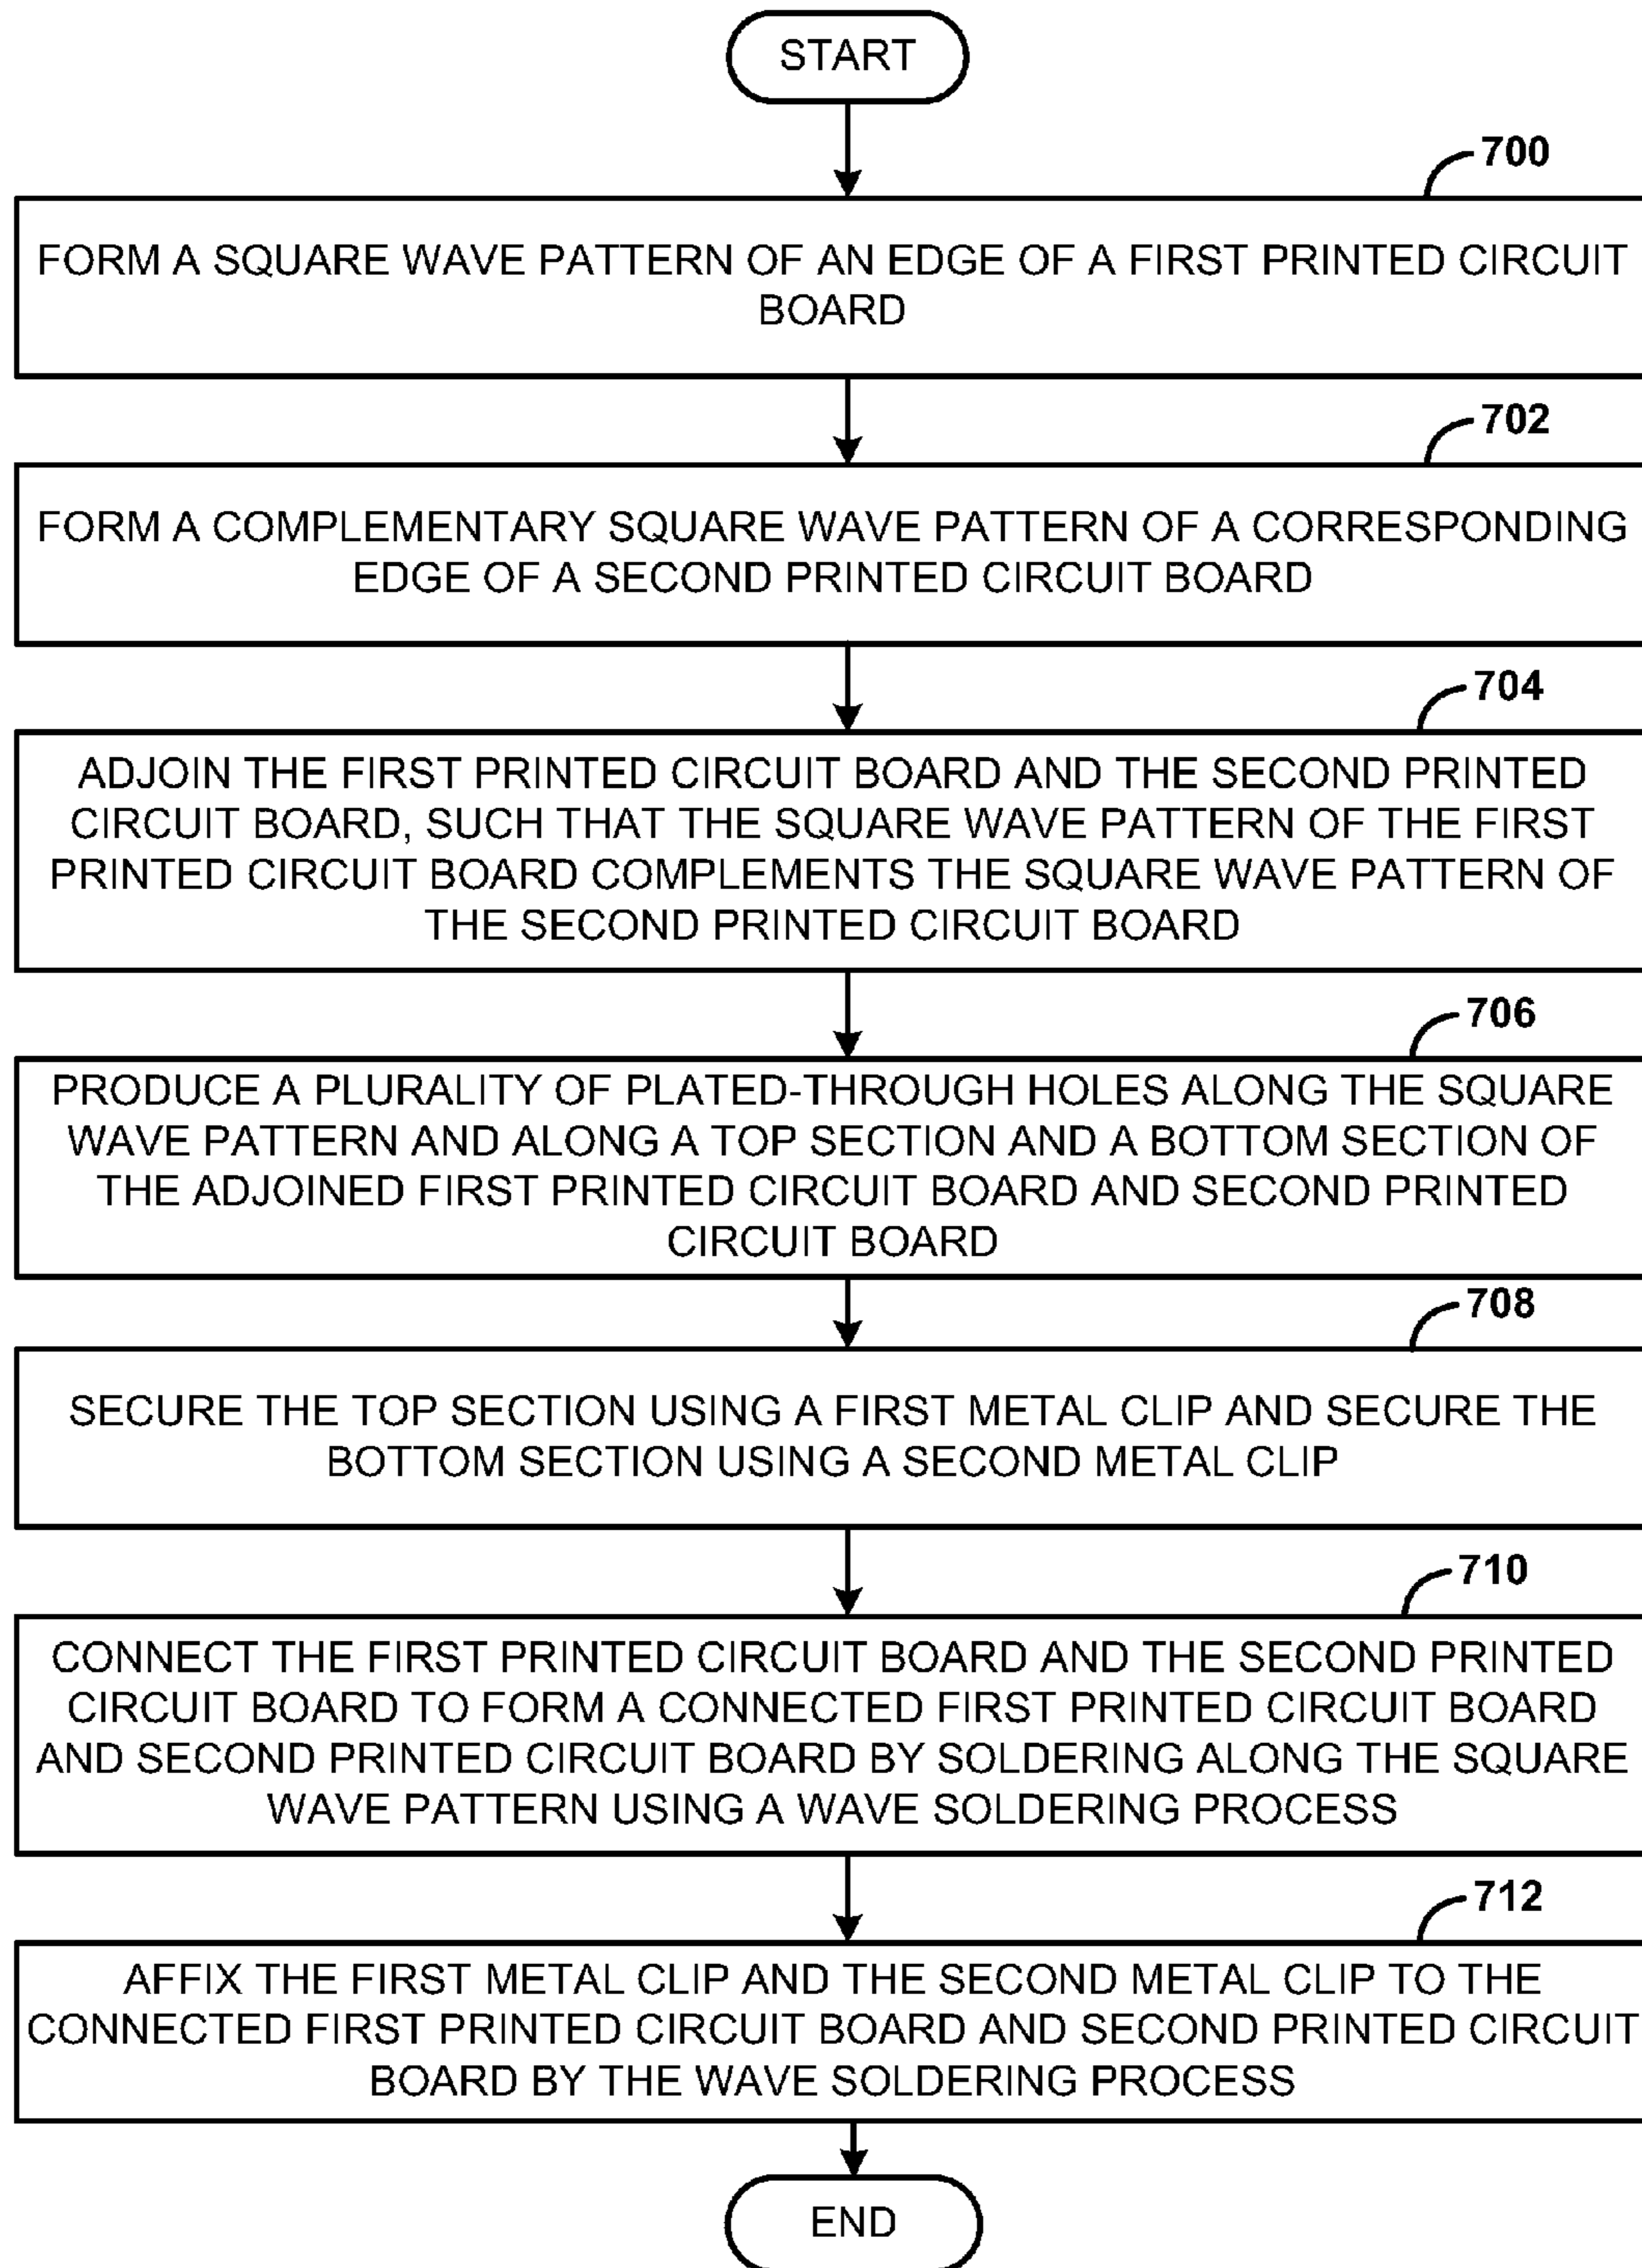 START
700
FORM A SQUARE WAVE PATTERN OF AN EDGE OF A FIRST PRINTED CIRCUIT
BOARD
702
FORM A COMPLEMENTARY SQUARE WAVE PATTERN OF A CORRESPONDING
EDGE OF A SECOND PRINTED CIRCUIT BOARD
704
ADJOIN THE FIRST PRINTED CIRCUIT BOARD AND THE SECOND PRINTED
CIRCUIT BOARD, SUCH THAT THE SQUARE WAVE PATTERN OF THE FIRST
PRINTED CIRCUIT BOARD COMPLEMENTS THE SQUARE WAVE PATTERN OF
THE SECOND PRINTED CIRCUIT BOARD
706
PRODUCE A PLURALITY OF PLATED-THROUGH HOLES ALONG THE SQUARE
WAVE PATTERN AND ALONG A TOP SECTION AND A BOTTOM SECTION OF
THE ADJOINED FIRST PRINTED CIRCUIT BOARD AND SECOND PRINTED
CIRCUIT BOARD
708
SECURE THE TOP SECTION USING A FIRST METAL CLIP AND SECURE THE
BOTTOM SECTION USING A SECOND METAL CLIP
710
CONNECT THE FIRST PRINTED CIRCUIT BOARD AND THE SECOND PRINTED
CIRCUIT BOARD TO FORM A CONNECTED FIRST PRINTED CIRCUIT BOARD
AND SECOND PRINTED CIRCUIT BOARD BY SOLDERING ALONG THE SQUARE
WAVE PATTERN USING A WAVE SOLDERING PROCESS
712
AFFIX THE FIRST METAL CLIP AND THE SECOND METAL CLIP TO THE
CONNECTED FIRST PRINTED CIRCUIT BOARD AND SECOND PRINTED CIRCUIT
BOARD BY THE WAVE SOLDERING PROCESS
END